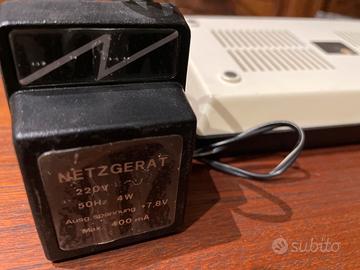 NETZGERÄT
220V
50Hz 4W
Ausg.spannung +7,8V
Max. 400 mA
subito